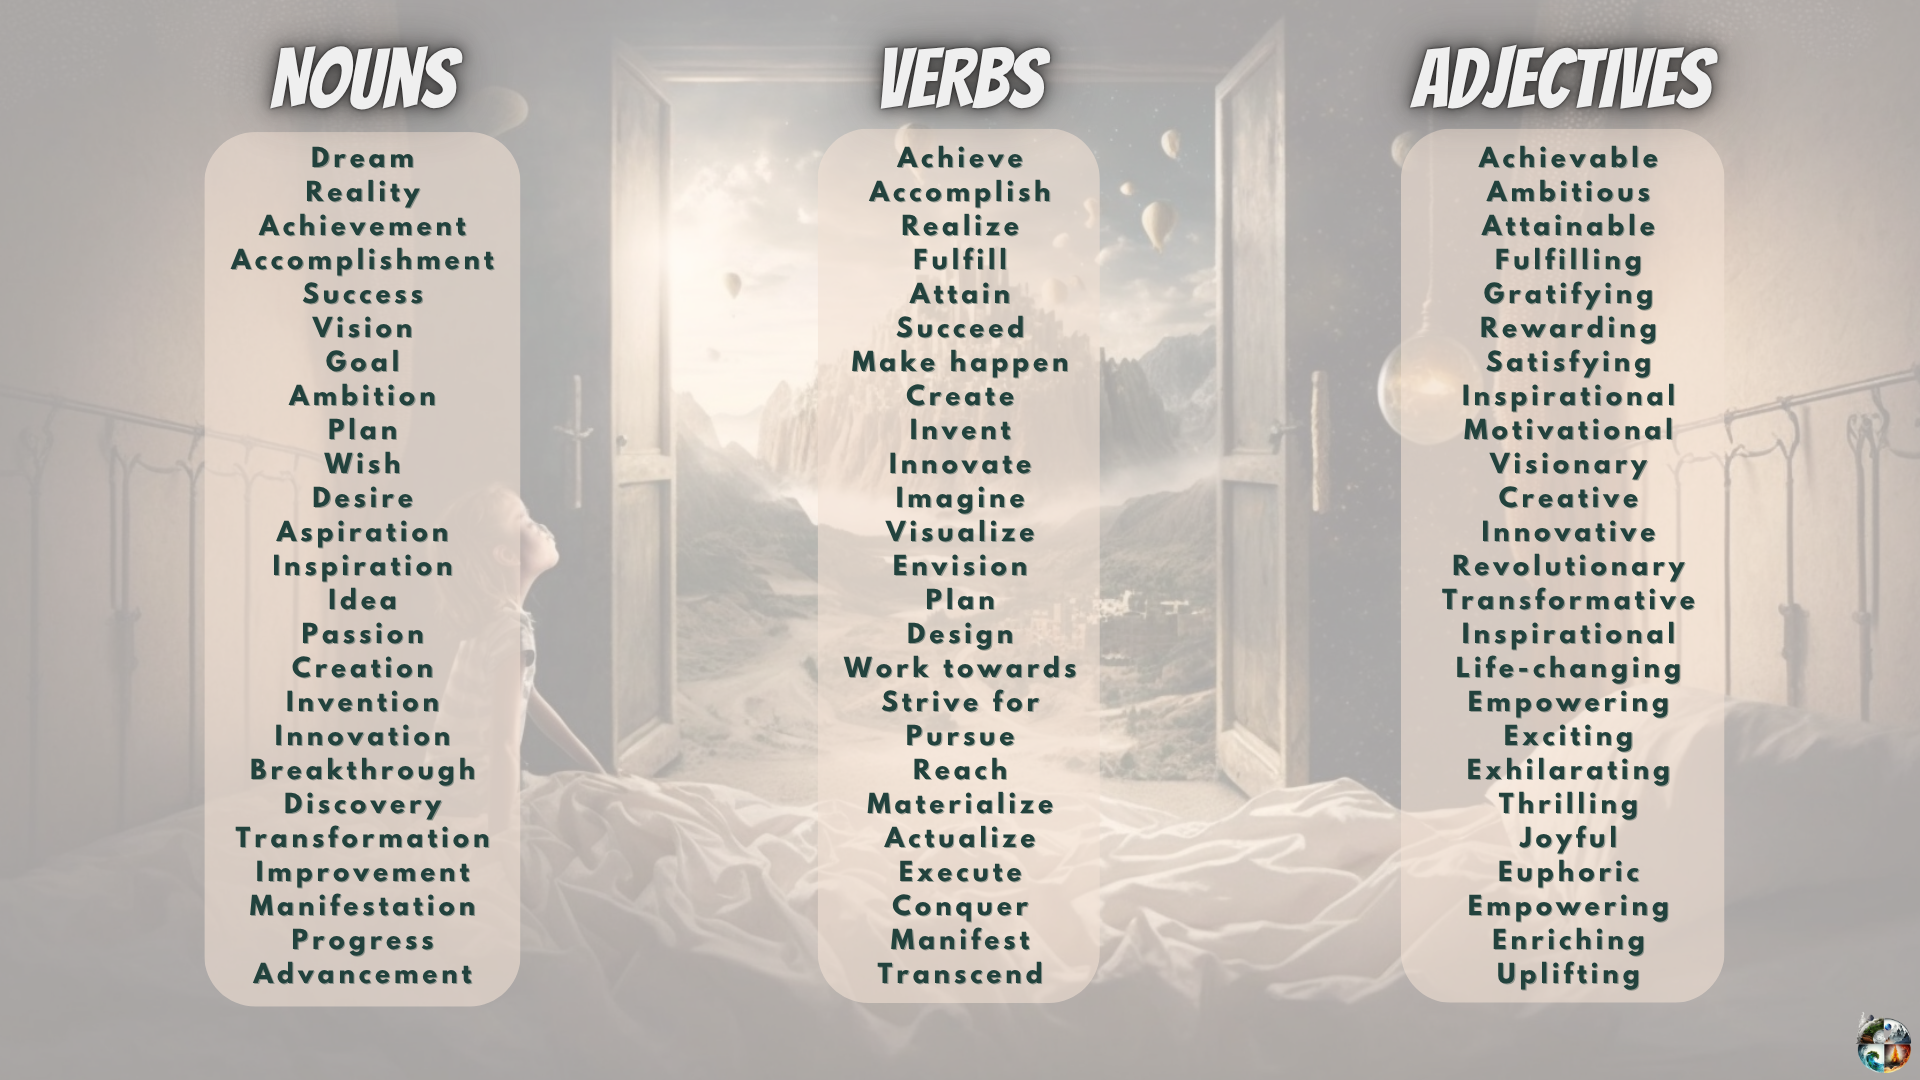 NOUNS
Dream
Reality
Achievement
Accomplishment
Success
Vision
Goal
Ambition
Plan
Wish
Desire
Aspiration
Inspiration
Idea
Passion
Creation
Invention
Innovation
Breakthrough
Discovery
Transformation
Improvement
Manifestation
Progress
Advancement
VERBS
Achieve
Accomplish
Realize
Fulfill
Attain
Succeed
Make happen
Create
Invent
Innovate
Imagine
Visualize
Envision
Plan
Design
Work towards
Strive for
Pursue
Reach
Materialize
Actualize
Execute
Conquer
Manifest
Transcend
ADJECTIVES
Achievable
Ambitious
Attainable
Fulfilling
Gratifying
Rewarding
Satisfying
Inspirational
Motivational
Visionary
Creative
Innovative
Revolutionary
Transformative
Inspirational
Life-changing
Empowering
Exciting
Exhilarating
Thrilling
Joyful
Euphoric
Empowering
Enriching
Uplifting